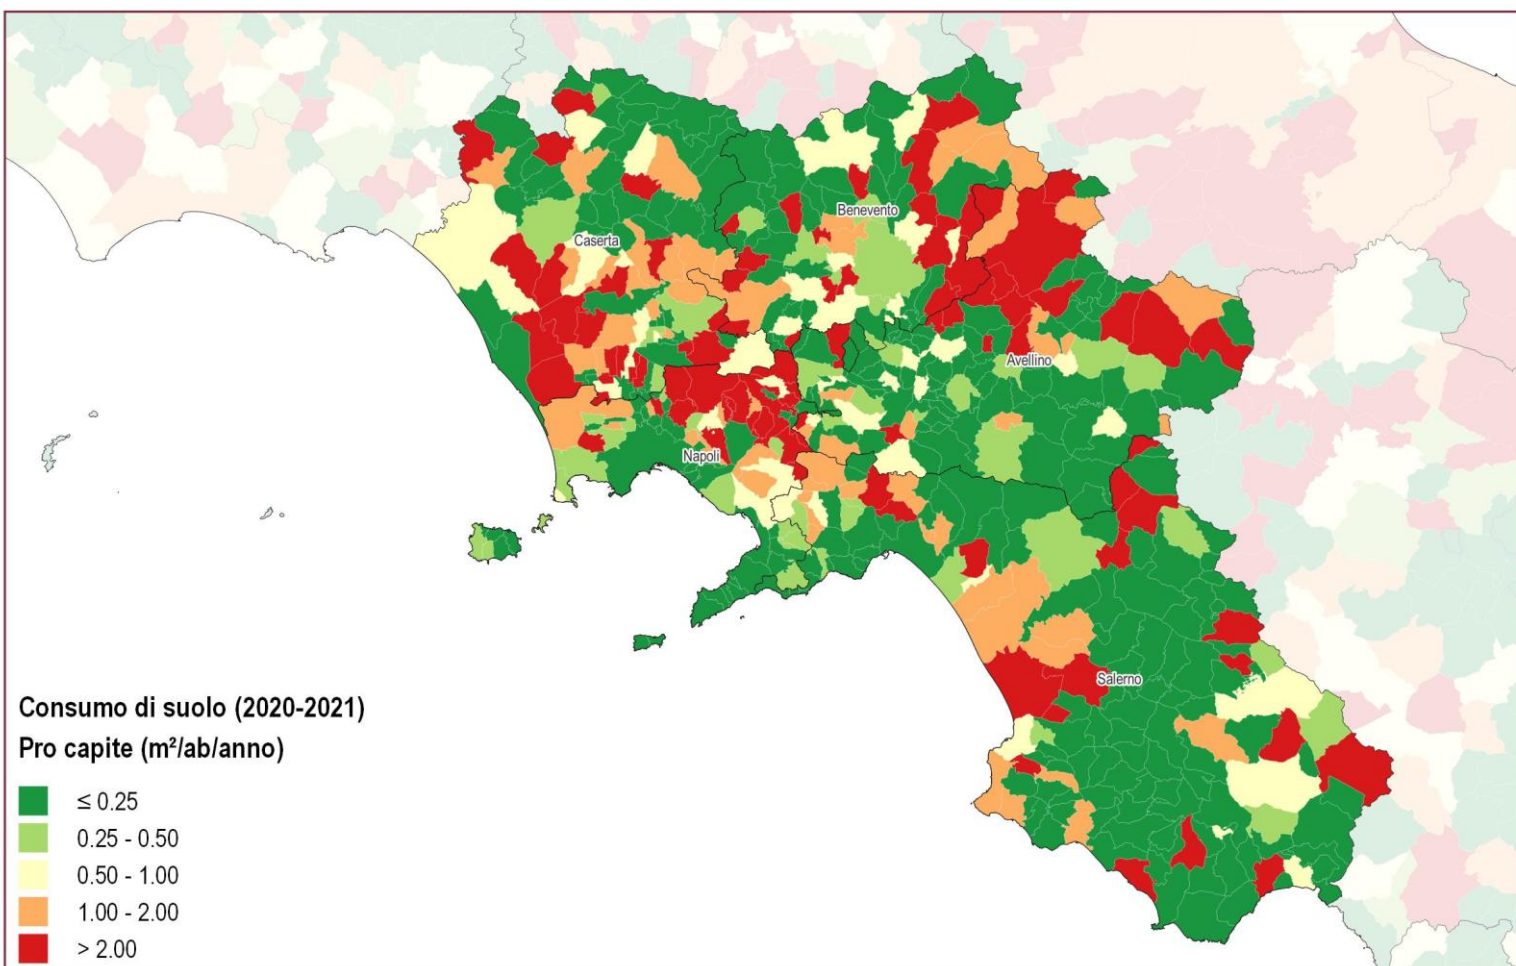 Benevento
Caserta
Avellino
Napoli
Salerno
Consumo di suolo (2020-2021)
Pro capite (m²/ab/anno)
≤ 0.25
0.25 - 0.50
0.50 - 1.00
1.00 - 2.00
> 2.00